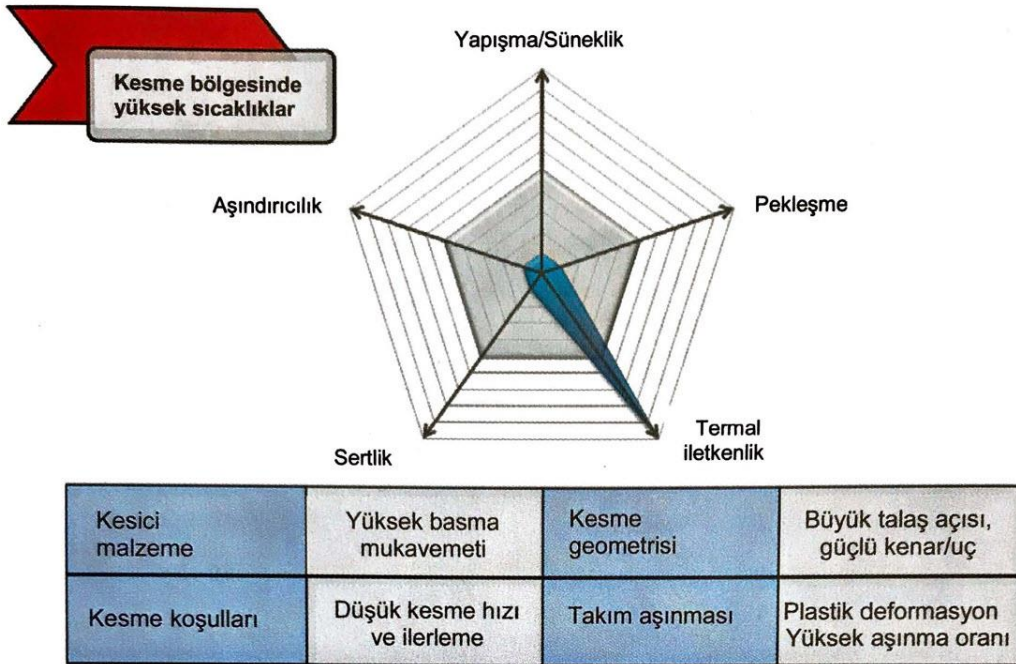 Kesme bölgesinde
yüksek sıcaklıklar
Yapışma/Süneklik
Aşındırıcılık
Pekleşme
Sertlik
Termal
iletkenlik
Kesici
malzeme
Yüksek basma
mukavemeti
Kesme
geometrisi
Büyük talaş açısı,
güçlü kenar/uç
Kesme koşulları
Düşük kesme hızı
ve ilerleme
Takım aşınması
Plastik deformasyon
Yüksek aşınma oranı